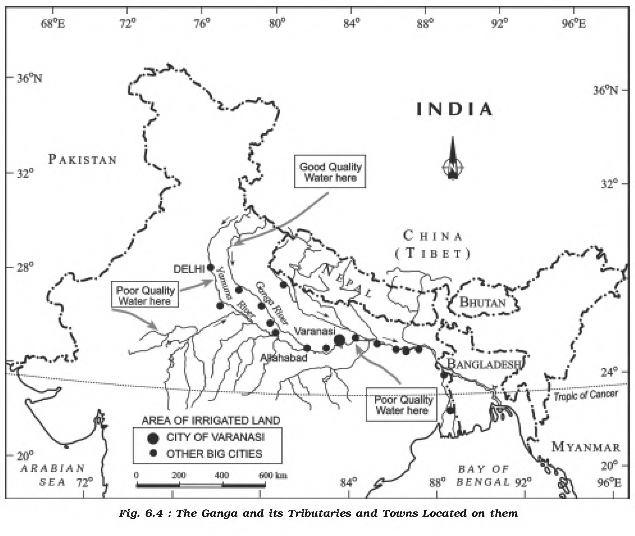 68°E 72° 76° 80° 84° 88° 92° 96°E
36°N 36°N
INDIA
PAKISTAN
Good Quality
Water here
32° 32°
CHINA
(TIBET)
28° DELHI
NEPAL
Poor Quality
Water here
Yamuna River
Ganga River
BHUTAN
Varanasi
Allahabad
BANGLADESH
24°
Poor Quality
Water here
Tropic of Cancer
AREA OF IRRIGATED LAND
CITY OF VARANASI
OTHER BIG CITIES
MYANMAR
20° 20°
ARABIAN
SEA
BAY OF
BENGAL
0 200 400 600 km
72° 84° 88° 92° 96°E
Fig. 6.4 : The Ganga and its Tributaries and Towns Located on them